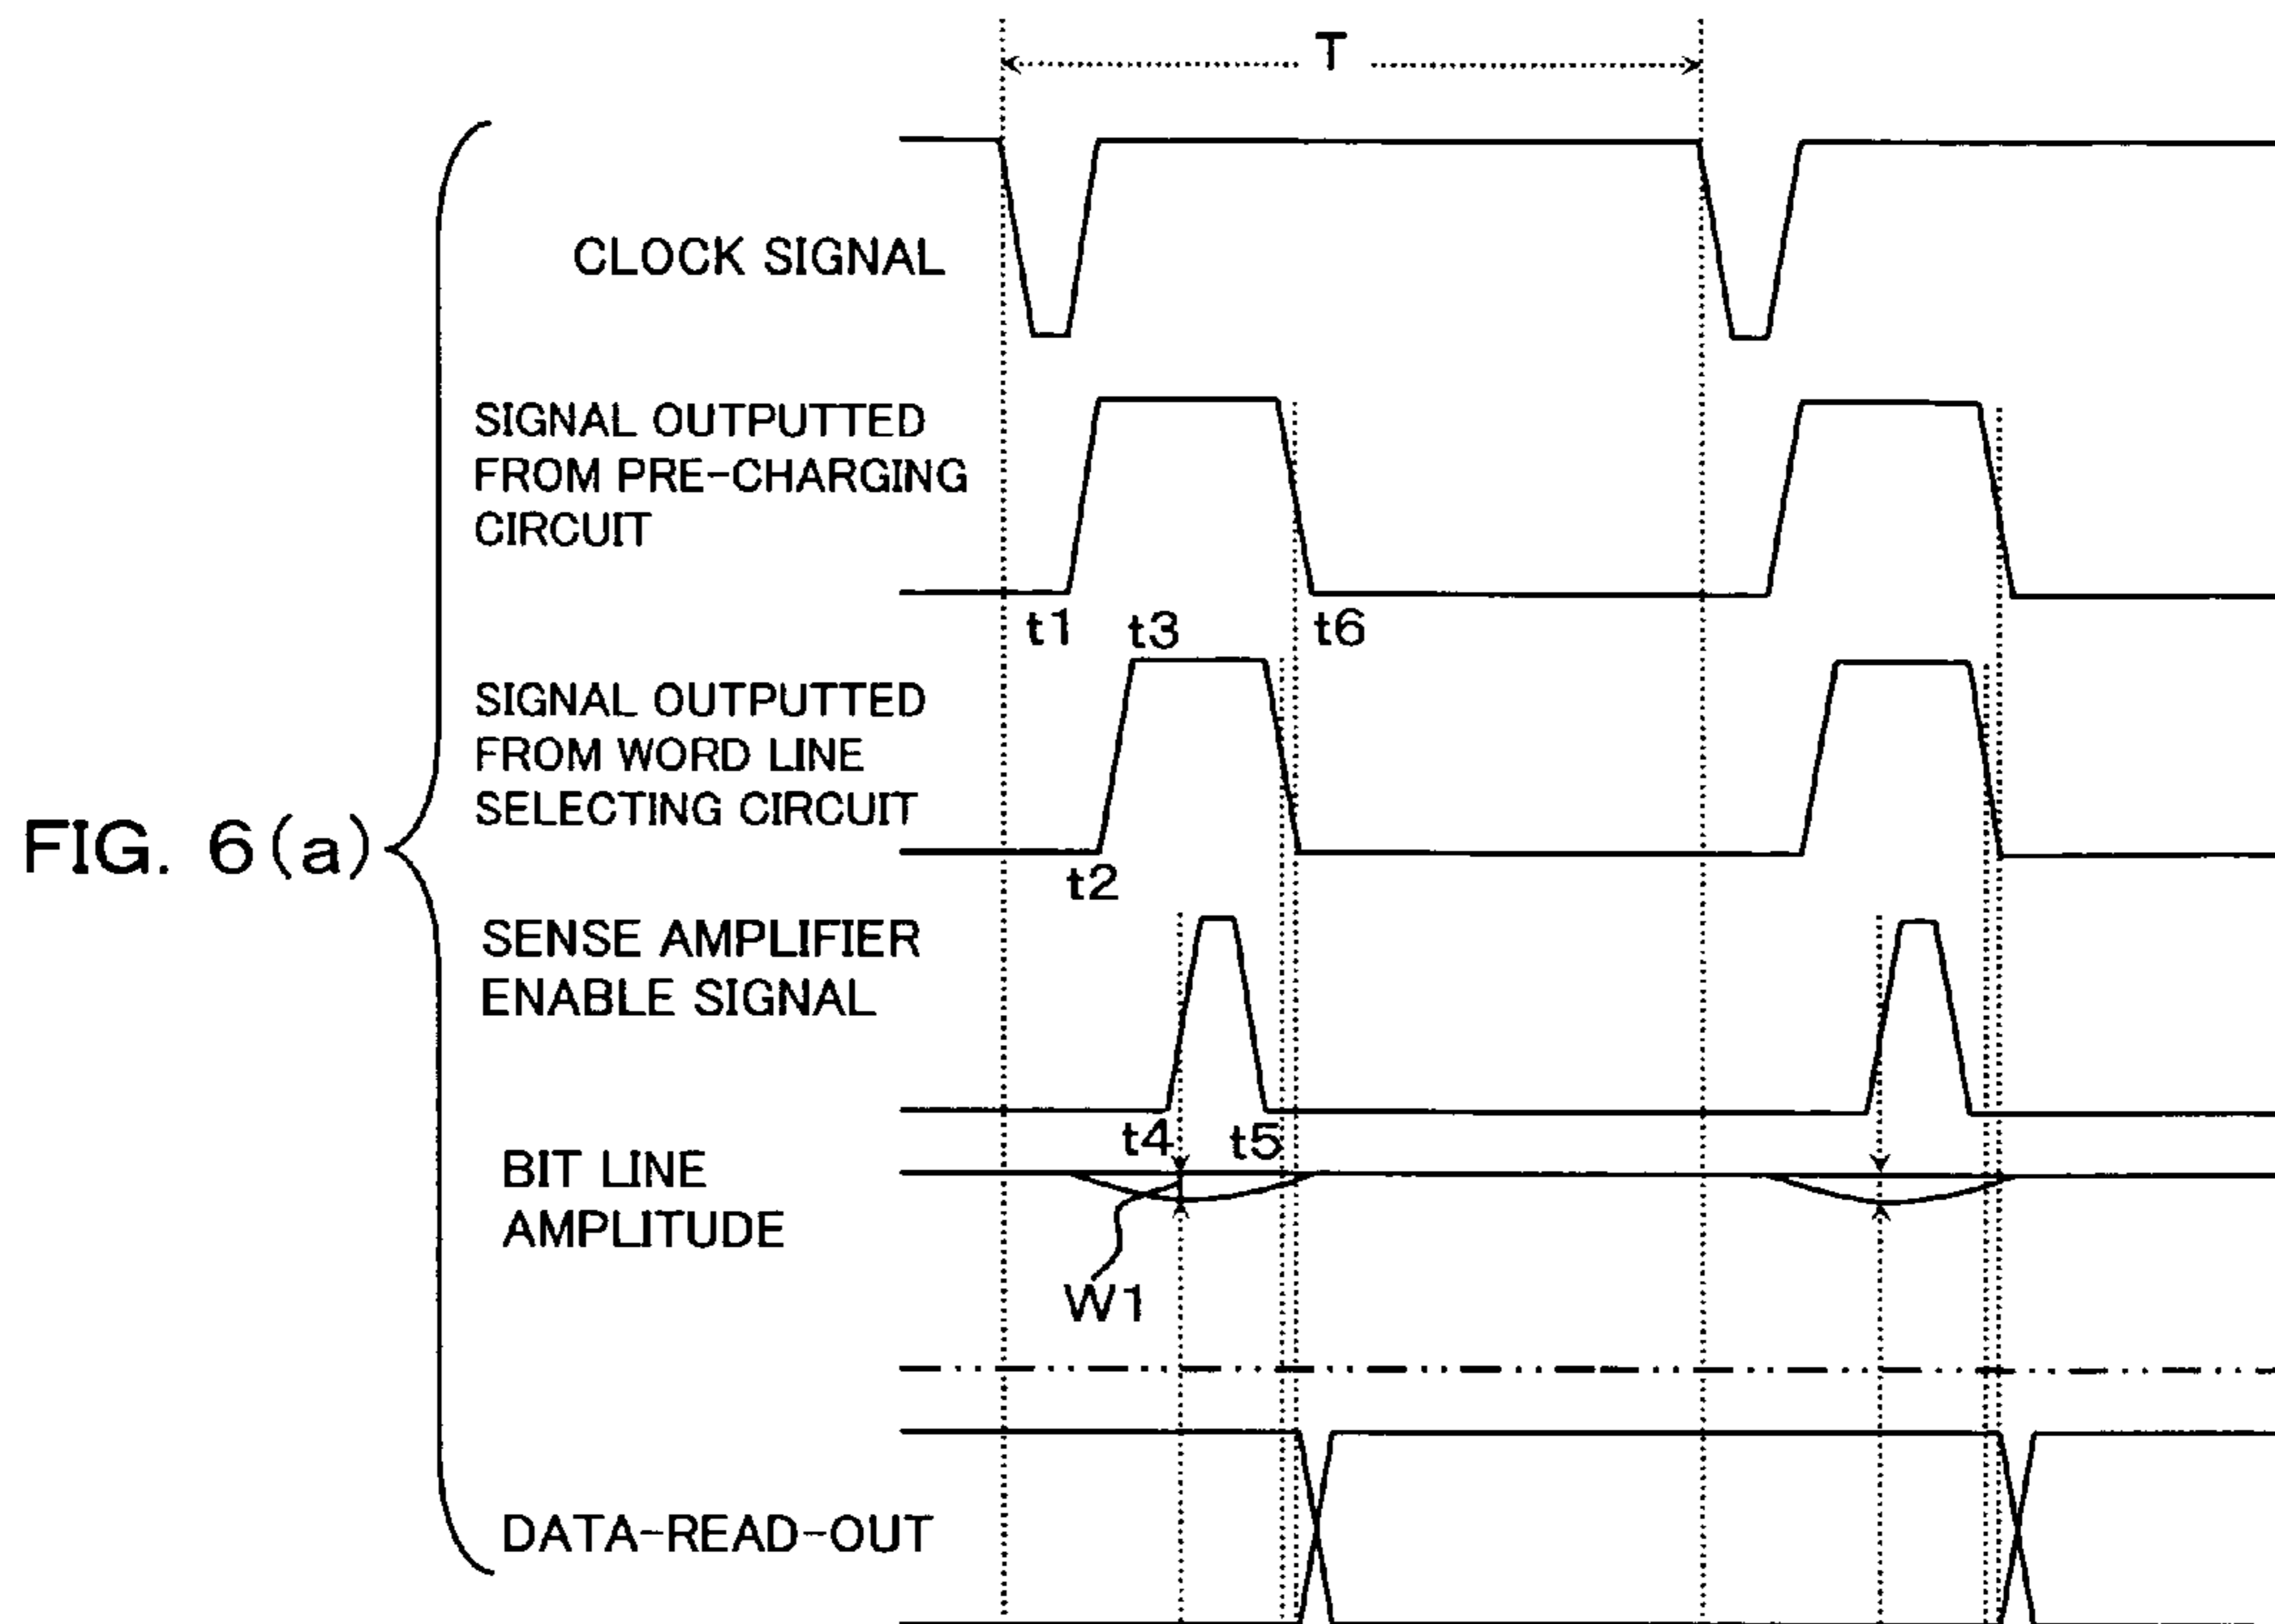 T
CLOCK SIGNAL
SIGNAL OUTPUTTED
FROM PRE-CHARGING
CIRCUIT
t1
t3
t6
SIGNAL OUTPUTTED
FROM WORD LINE
SELECTING CIRCUIT
FIG. 6(a)
t2
SENSE AMPLIFIER
ENABLE SIGNAL
t4
t5
BIT LINE
AMPLITUDE
W1
DATA-READ-OUT